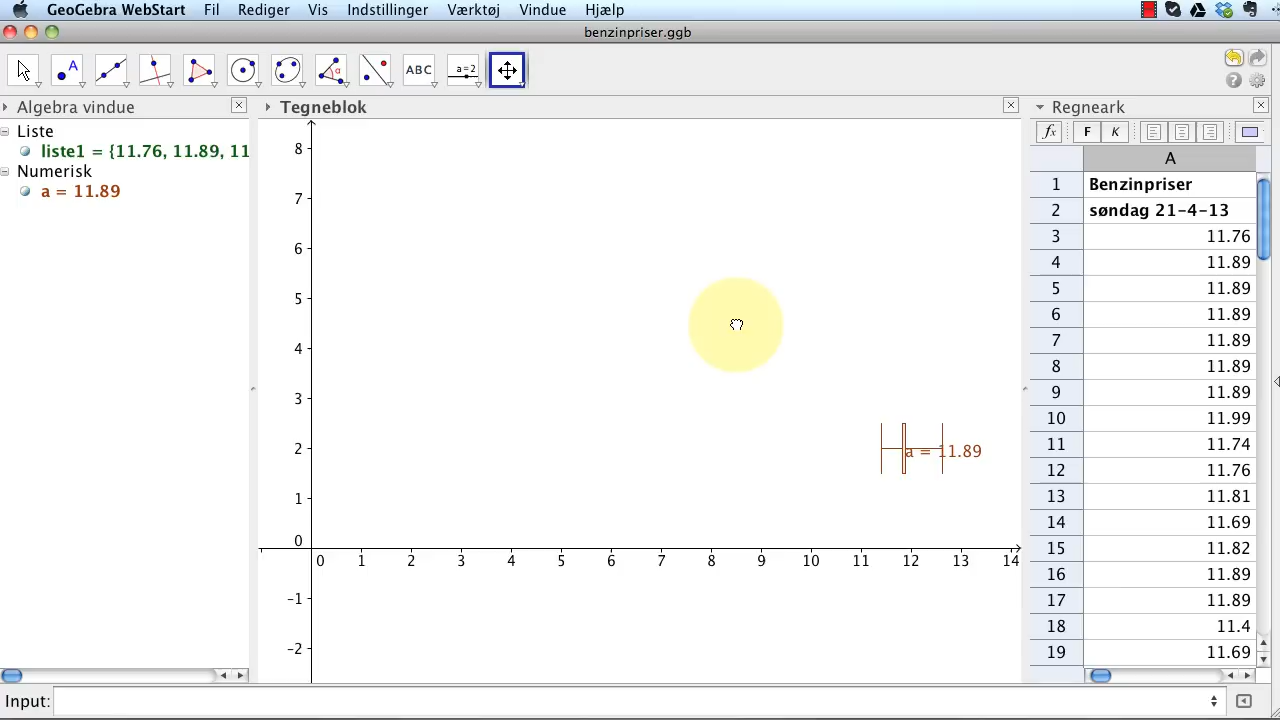 GeoGebra WebStart Fil Rediger Vis Indstillinger Værktøj Vindue Hjælp
benzinpriser.ggb
A α ABC a=2
Algebra vindue Tegneblok Regneark
Liste
liste1 = {11.76, 11.89, 11
Numerisk
a = 11.89
8
7
6
5
4
3
2
1
0
-1
-2
a = 11.89
0 1 2 3 4 5 6 7 8 9 10 11 12 13 14
fx F K
A
1 Benzinpriser
2 søndag 21-4-13
3 11.76
4 11.89
5 11.89
6 11.89
7 11.89
8 11.89
9 11.89
10 11.99
11 11.74
12 11.76
13 11.81
14 11.69
15 11.82
16 11.89
17 11.89
18 11.4
19 11.69
Input: